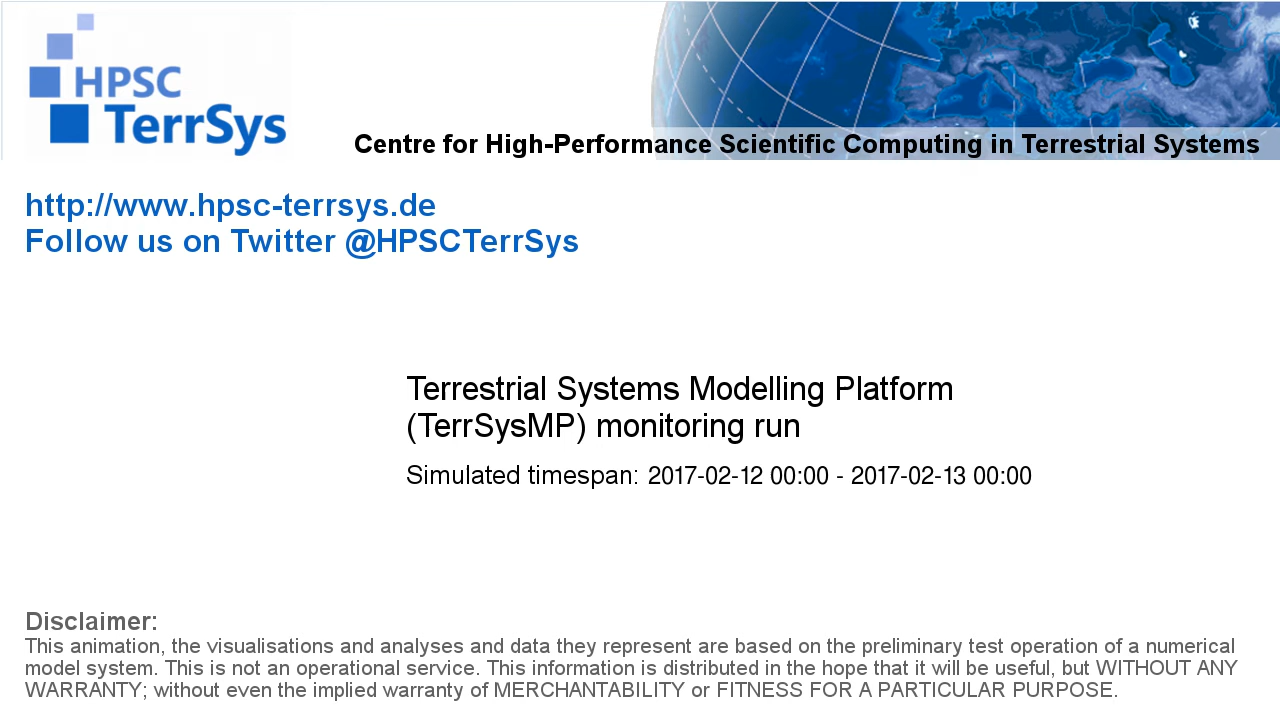 HPSC
TerrSys
Centre for High-Performance Scientific Computing in Terrestrial Systems
http://www.hpsc-terrsys.de
Follow us on Twitter @HPSCTerrSys
Terrestrial Systems Modelling Platform
(TerrSysMP) monitoring run
Simulated timespan: 2017-02-12 00:00 - 2017-02-13 00:00
Disclaimer:
This animation, the visualisations and analyses and data they represent are based on the preliminary test operation of a numerical
model system. This is not an operational service. This information is distributed in the hope that it will be useful, but WITHOUT ANY
WARRANTY; without even the implied warranty of MERCHANTABILITY or FITNESS FOR A PARTICULAR PURPOSE.